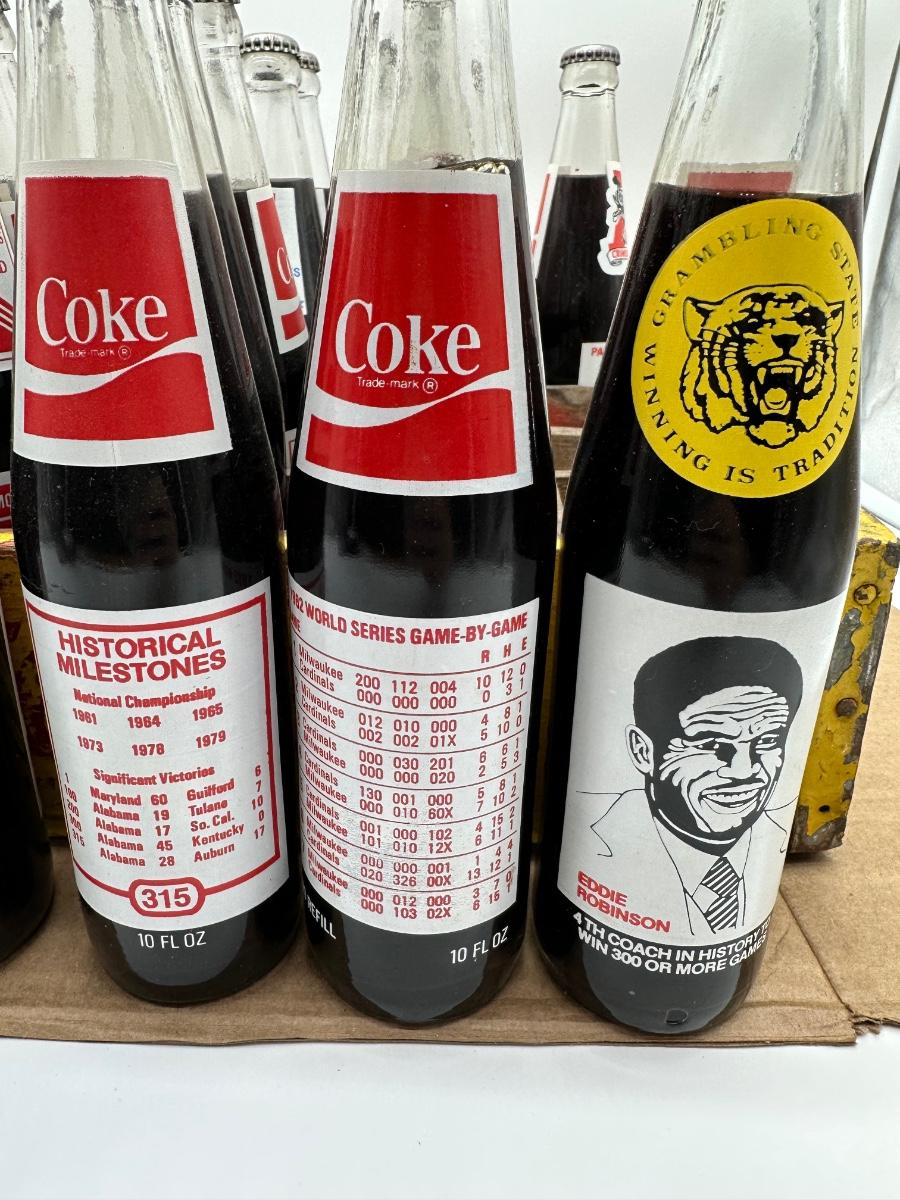 Coke
Trade-mark ®
HISTORICAL
MILESTONES
National Championship
1961 1964 1965
1973 1978 1979
Significant Victories
1 Maryland 60 Guilford 6
Alabama 19 Tulane 7
Alabama 17 So. Cal. 10
Alabama 45 Kentucky 0
Alabama 28 Auburn 17
315
10 FL OZ
Coke
Trade-mark ®
WORLD SERIES GAME-BY-GAME
R H E
Milwaukee 200 112 004 10 12 0
Cardinals 000 000 000 0 3 1
Milwaukee 012 010 000 4 8 1
Cardinals 002 002 01X 5 10 0
Cardinals 000 030 201 6 6 1
Milwaukee 000 000 020 2 5 3
Cardinals 130 001 000 5 8 1
Milwaukee 000 010 60X 7 10 2
Cardinals 001 000 102 4 15 2
Milwaukee 101 010 12X 6 11 1
Milwaukee 000 000 001 1 4 4
Cardinals 020 326 00X 13 12 1
Milwaukee 000 012 000 3 7 0
Cardinals 000 103 02X 6 15 1
REFILL
10 FL OZ
GRAMBLING STATE
WINNING IS TRADITION
EDDIE
ROBINSON
4TH COACH IN HISTORY TO
WIN 300 OR MORE GAMES